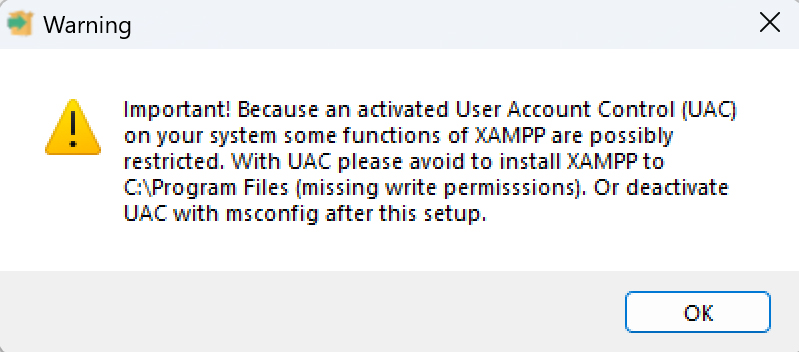 Warning
Important! Because an activated User Account Control (UAC)
on your system some functions of XAMPP are possibly
restricted. With UAC please avoid to install XAMPP to
C:\Program Files (missing write permisssions). Or deactivate
UAC with msconfig after this setup.
OK